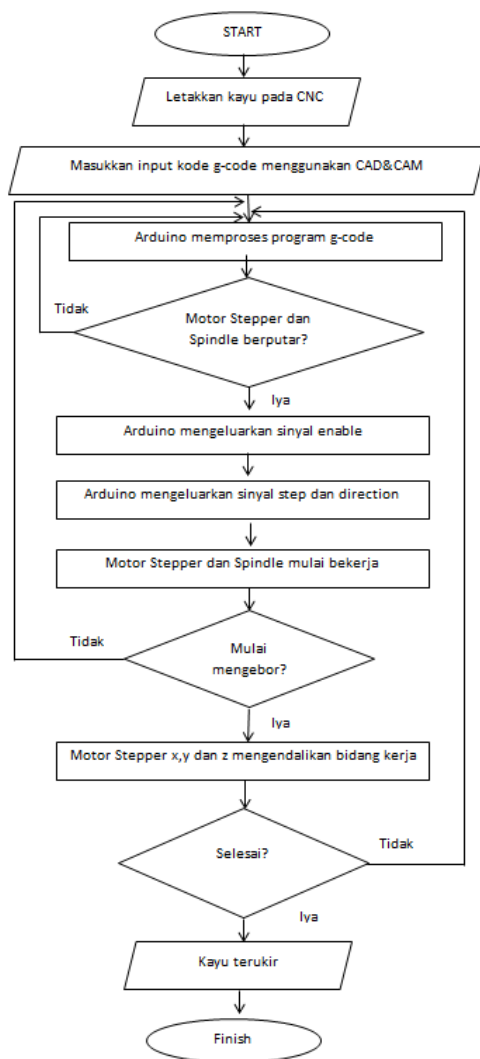 START
Letakkan kayu pada CNC
Masukkan input kode g-code menggunakan CAD&CAM
Arduino memproses program g-code
Tidak
Motor Stepper dan
Spindle berputar?
Iya
Arduino mengeluarkan sinyal enable
Arduino mengeluarkan sinyal step dan direction
Motor Stepper dan Spindle mulai bekerja
Tidak
Mulai
mengebor?
Iya
Motor Stepper x,y dan z mengendalikan bidang kerja
Selesai?
Tidak
Iya
Kayu terukir
Finish